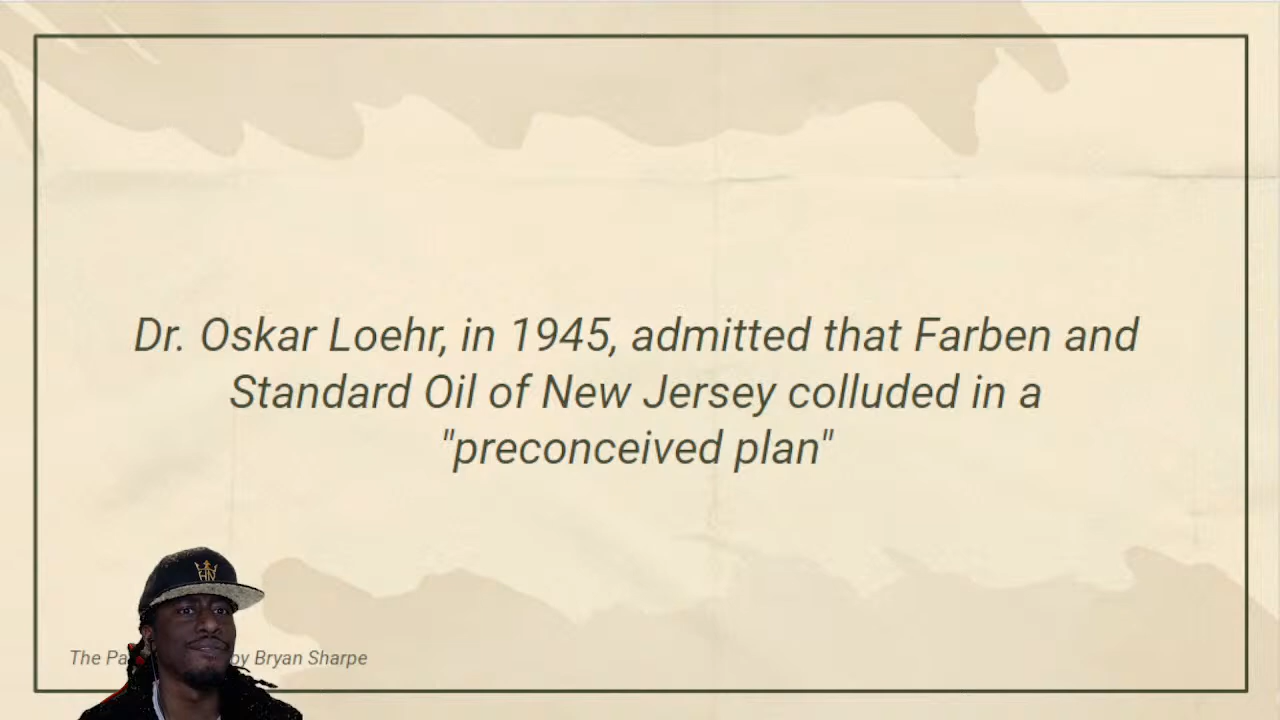 Dr. Oskar Loehr, in 1945, admitted that Farben and
Standard Oil of New Jersey colluded in a
"preconceived plan"
The by Bryan Sharpe